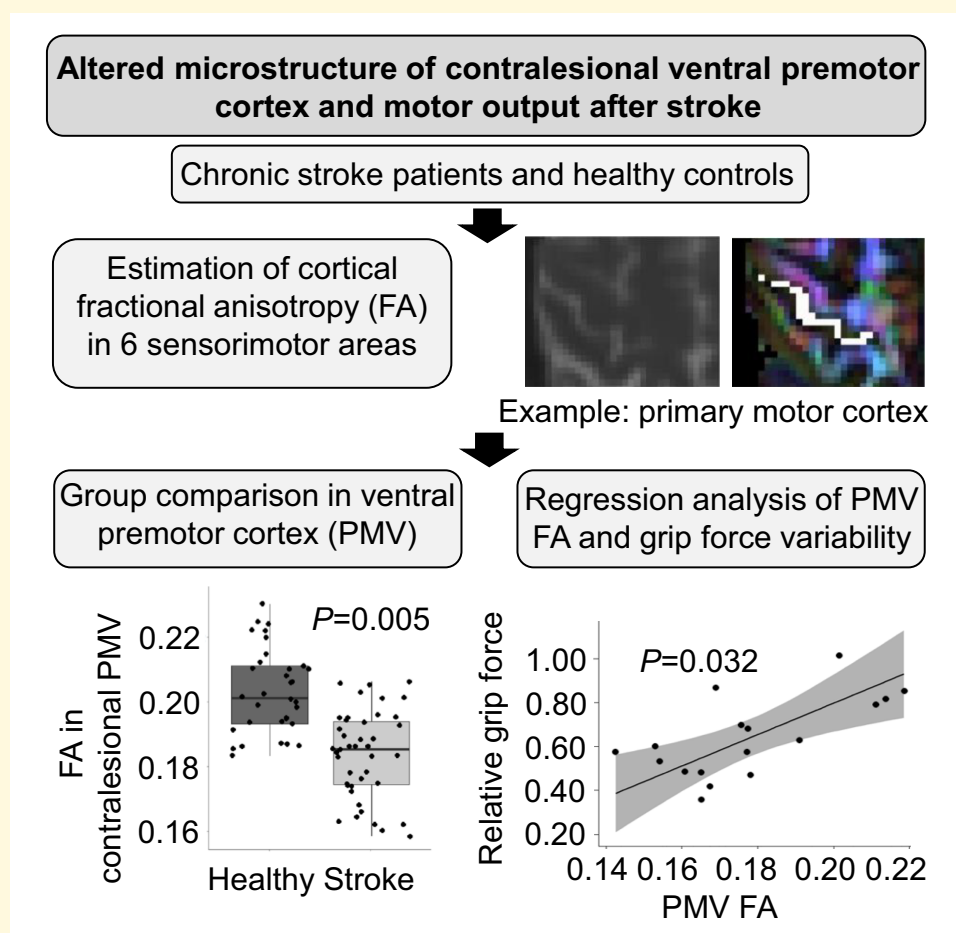 Altered microstructure of contralesional ventral premotor
cortex and motor output after stroke
Chronic stroke patients and healthy controls
Estimation of cortical
fractional anisotropy (FA)
in 6 sensorimotor areas
Example: primary motor cortex
Group comparison in ventral
premotor cortex (PMV)
Regression analysis of PMV
FA and grip force variability
FA in
contralesional PMV
0.22
0.20
0.18
0.16
P=0.005
Healthy Stroke
Relative grip force
1.00
0.80
0.60
0.40
0.20
P=0.032
0.14 0.16 0.18 0.20 0.22
PMV FA